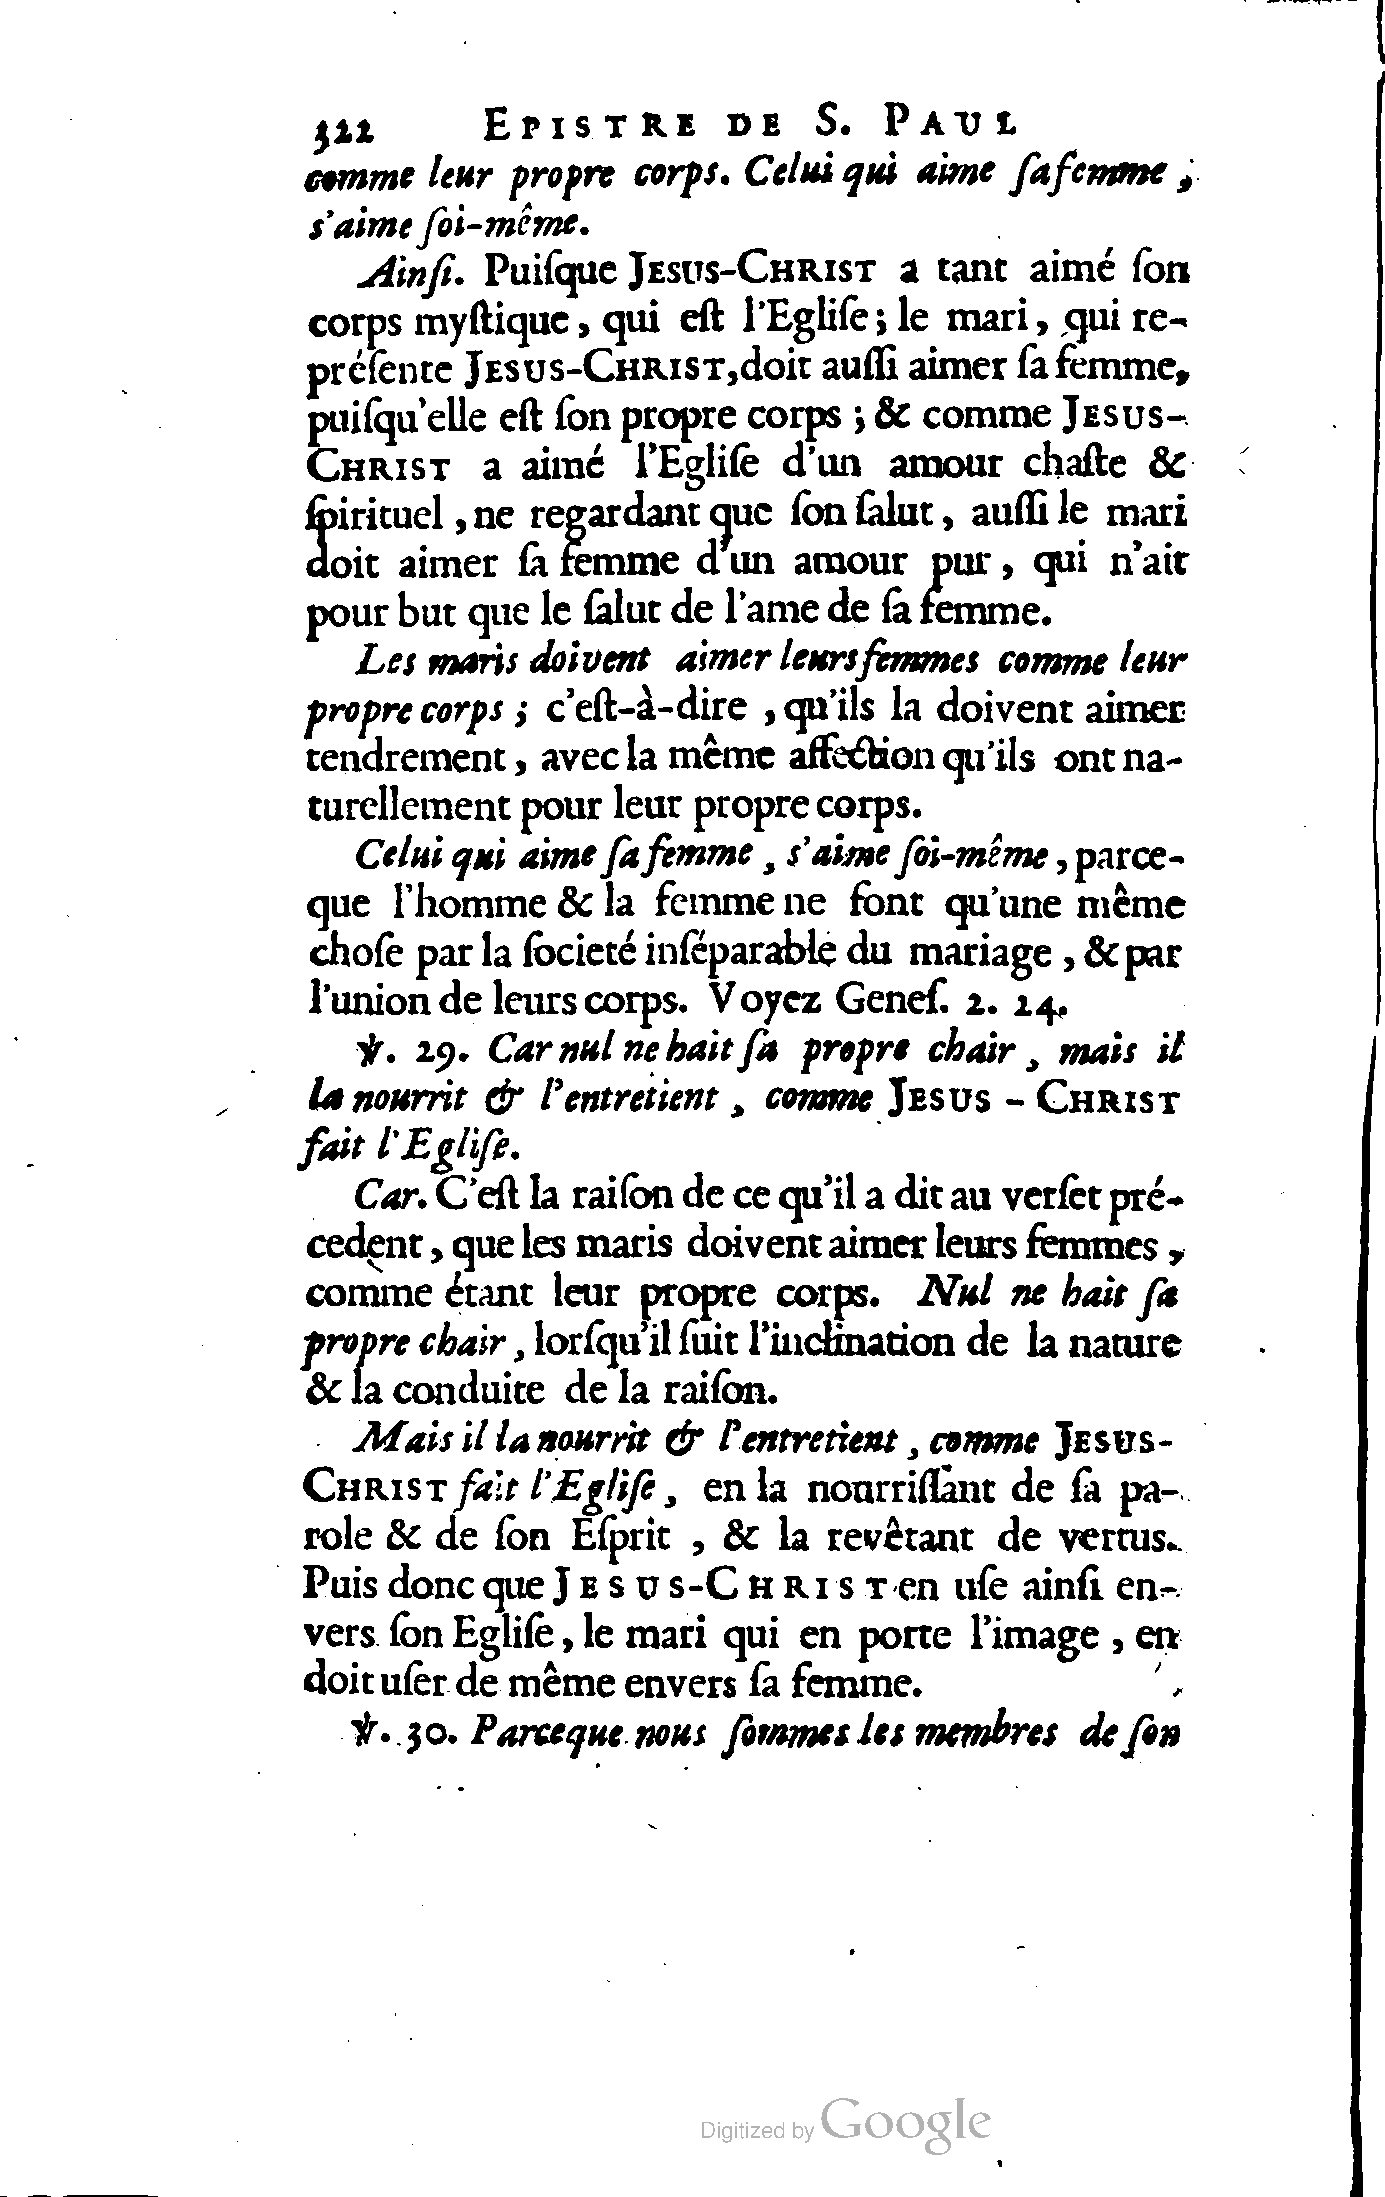 322 EPISTRE DE S. PAUL
comme leur propre corps. Celui qui aime ſa femme,
s'aime ſoi-même.
Ainſi. Puiſque JESUS-CHRIST a tant aimé ſon
corps myſtique, qui eſt l'Egliſe; le mari, qui re-
préſente JESUS-CHRIST, doit auſſi aimer ſa femme,
puiſqu'elle eſt ſon propre corps; & comme JESUS-
CHRIST a aimé l'Egliſe d'un amour chaſte &
ſpirituel, ne regardant que ſon ſalut, auſſi le mari
doit aimer ſa femme d'un amour pur, qui n'ait
pour but que le ſalut de l'ame de ſa femme.
Les maris doivent aimer leurs femmes comme leur
propre corps; c'eſt-à-dire, qu'ils la doivent aimer
tendrement, avec la même affection qu'ils ont na-
turellement pour leur propre corps.
Celui qui aime ſa femme, s'aime ſoi-même, parce-
que l'homme & la femme ne font qu'une même
choſe par la ſocieté inſéparable du mariage, & par
l'union de leurs corps. Voyez Geneſ. 2. 24.
℣. 29. Car nul ne hait ſa propre chair, mais il
la nourrit & l'entretient, comme JESUS-CHRIST
fait l'Egliſe.
Car. C'eſt la raiſon de ce qu'il a dit au verſet pré-
cedent, que les maris doivent aimer leurs femmes,
comme étant leur propre corps. Nul ne hait ſa
propre chair, lorſqu'il ſuit l'inclination de la nature
& la conduite de la raiſon.
Mais il la nourrit & l'entretient, comme JESUS-
CHRIST fait l'Egliſe, en la nourriſſant de ſa pa-
role & de ſon Eſprit, & la revêtant de vertus.
Puis donc que JESUS-CHRIST en uſe ainſi en-
vers ſon Egliſe, le mari qui en porte l'image, en
doit uſer de même envers ſa femme.
℣. 30. Parceque nous ſommes les membres de ſon
Digitized by Google